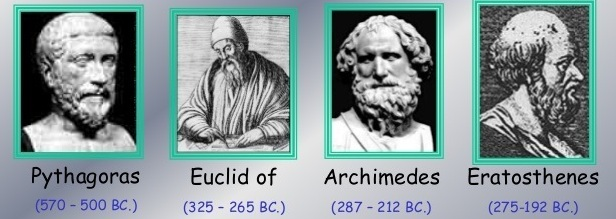 Pythagoras Euclid of Archimedes Eratosthenes
(570 – 500 BC.) (325 – 265 BC.) (287 – 212 BC.) (275-192 BC.)